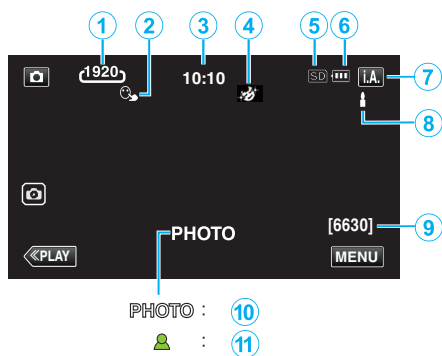 1 2 3 4 5 6
1920 10:10 SD i.A. 7
8
[6630] 9
PHOTO
≪PLAY MENU
PHOTO : 10
: 11